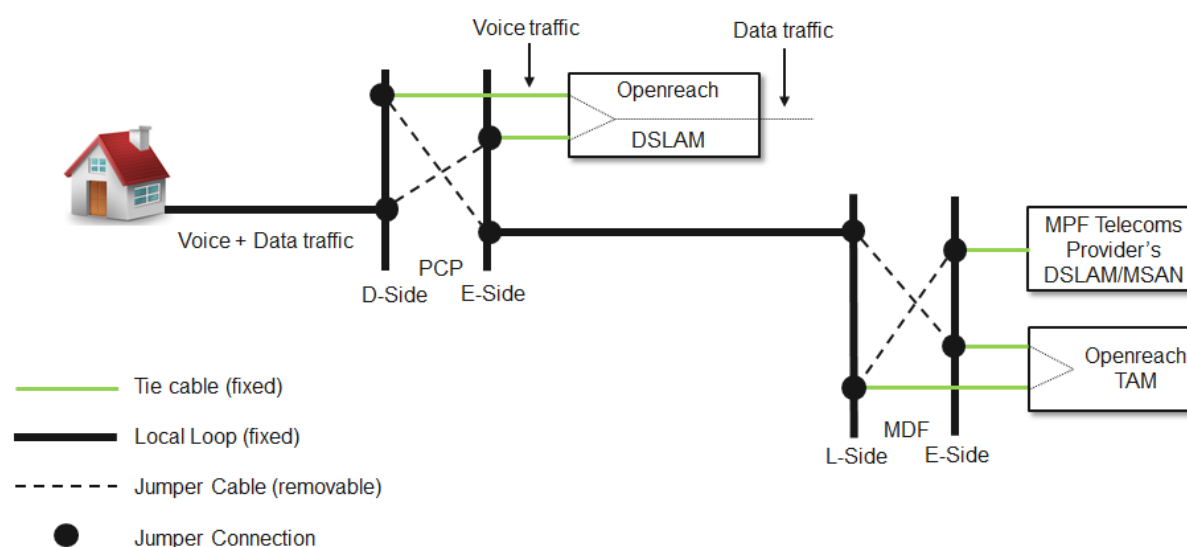 Voice traffic
Data traffic
Openreach
DSLAM
Voice + Data traffic
PCP
D-Side
E-Side
MPF Telecoms
Provider's
DSLAM/MSAN
Openreach
TAM
MDF
L-Side
E-Side
Tie cable (fixed)
Local Loop (fixed)
Jumper Cable (removable)
Jumper Connection